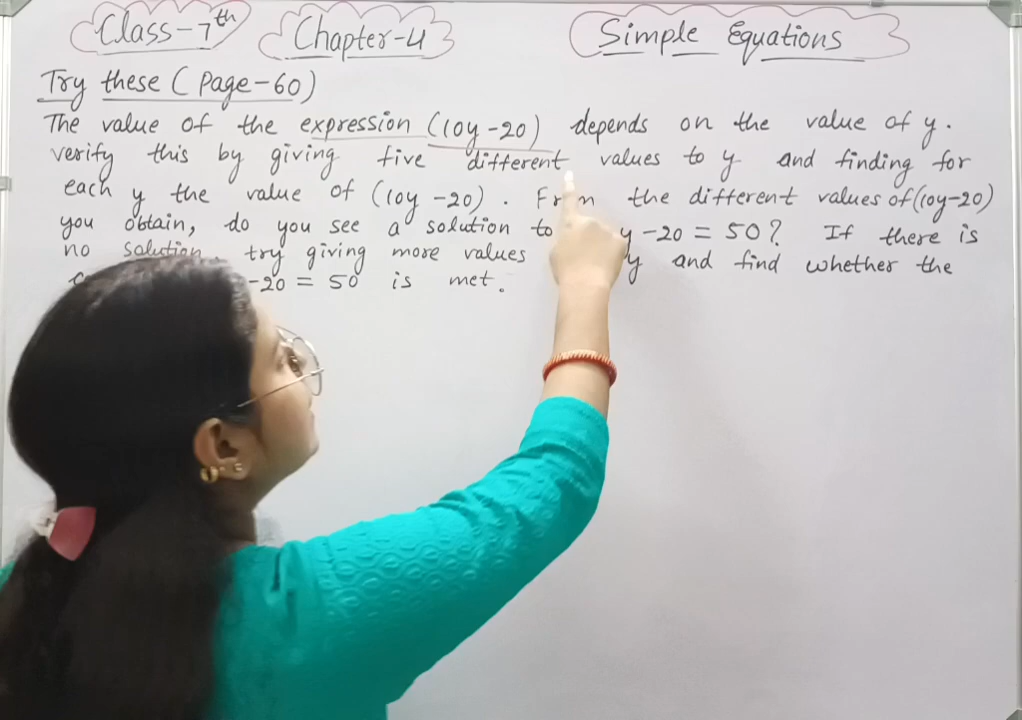 Class-7th Chapter-4 Simple Equations
Try these (Page-60)
The value of the expression (10y-20) depends on the value of y.
verify this by giving five different values to y and finding for
each y the value of (10y -20). From the different values of (10y-20)
you obtain, do you see a solution to y -20 = 50? If there is
no solution, try giving more values y and find whether the
-20 = 50 is met.